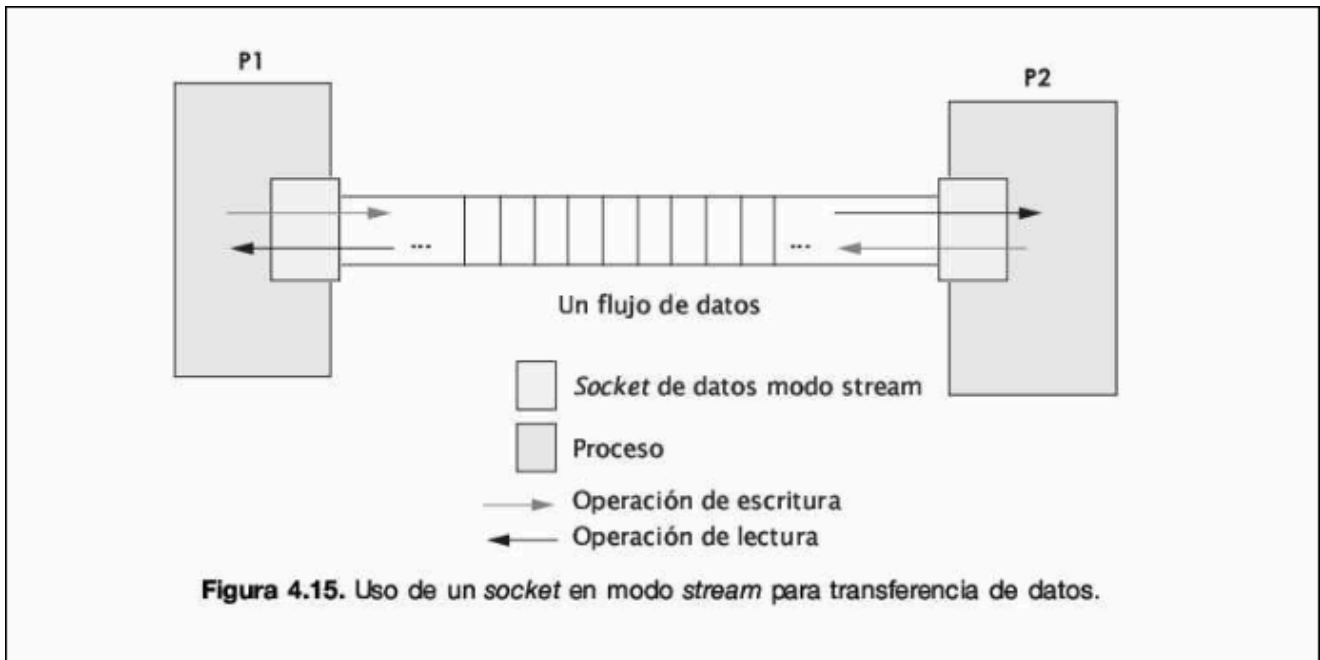 P1
P2
...
...
Un flujo de datos
Socket de datos modo stream
Proceso
Operación de escritura
Operación de lectura
Figura 4.15. Uso de un socket en modo stream para transferencia de datos.